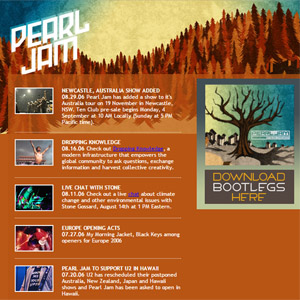 PEARL
JAM
NEWCASTLE, AUSTRALIA SHOW ADDED
08.29.06 Pearl Jam has added a show to it's
Australia tour on 19 November in Newcastle,
NSW, Ten Club pre-sale begins Monday, 4
September at 10 AM Locally (Sunday at 5 PM
Pacific time).
DROPPING KNOWLEDGE
08.16.06 Check out Dropping Knowledge, a
modern infrastructure that empowers the
global community to ask questions, exchange
information and harvest collective creativity.
LIVE CHAT WITH STONE
08.11.06 Check out a live chat about climate
change and other environmental issues with
Stone Gossard, August 14th at 1 PM Eastern.
EUROPE OPENING ACTS
07.27.06 My Morning Jacket, Black Keys among
openers for Europe 2006
PEARL JAM TO SUPPORT U2 IN HAWAII
07.20.06 U2 has rescheduled their postponed
Australia, New Zealand, Japan and Hawaii
shows and Pearl Jam has been asked to open in
Hawaii.
DOWNLOAD
BOOTLEGS
HERE